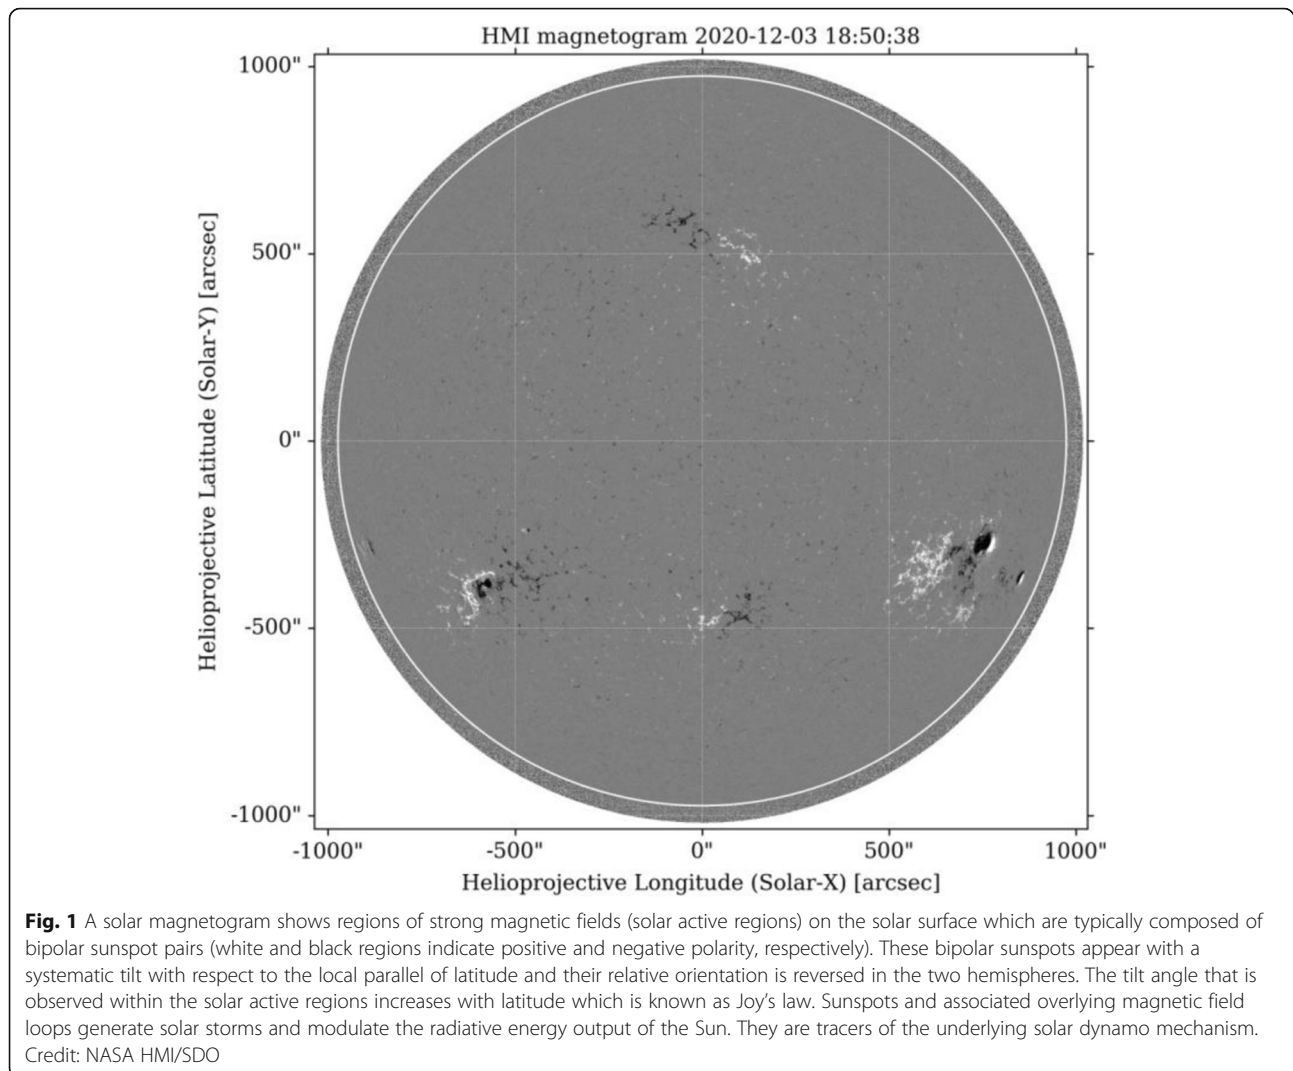 HMI magnetogram 2020-12-03 18:50:38
1000"
500"
0"
-500"
-1000"
Helioprojective Latitude (Solar-Y) [arcsec]
-1000"
-500"
0"
500"
1000"
Helioprojective Longitude (Solar-X) [arcsec]
Fig. 1 A solar magnetogram shows regions of strong magnetic fields (solar active regions) on the solar surface which are typically composed of
bipolar sunspot pairs (white and black regions indicate positive and negative polarity, respectively). These bipolar sunspots appear with a
systematic tilt with respect to the local parallel of latitude and their relative orientation is reversed in the two hemispheres. The tilt angle that is
observed within the solar active regions increases with latitude which is known as Joy's law. Sunspots and associated overlying magnetic field
loops generate solar storms and modulate the radiative energy output of the Sun. They are tracers of the underlying solar dynamo mechanism.
Credit: NASA HMI/SDO